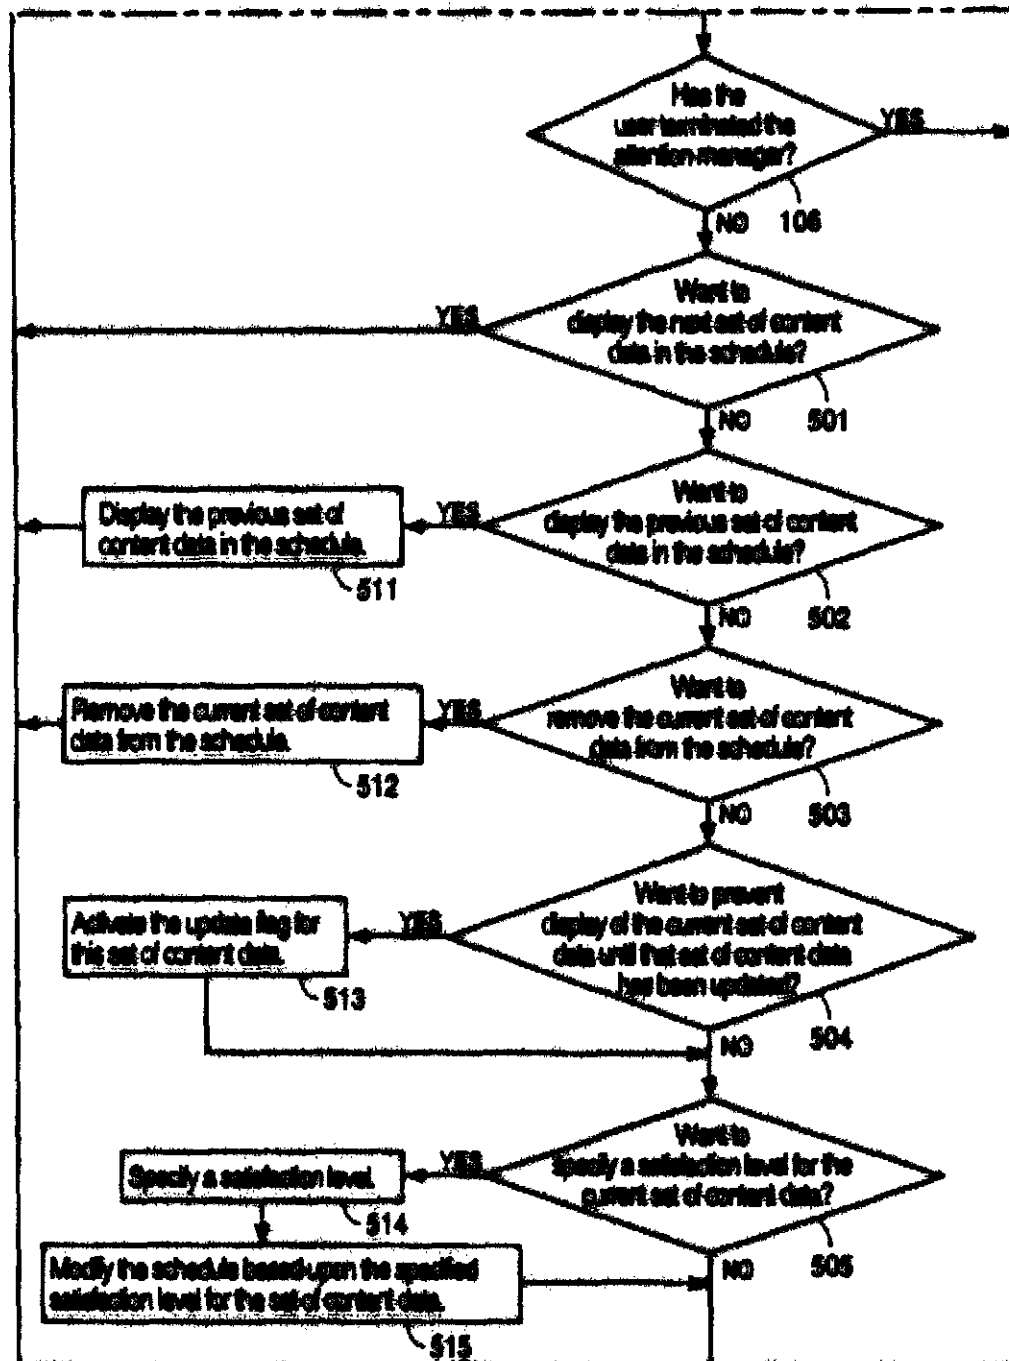 Has the
user terminated the
attention manager?
YES
106
NO
Want to
display the next set of content
data in the schedule?
YES
501
NO
Want to
display the previous set of content
data in the schedule?
YES
Display the previous set of
content data in the schedule.
511
502
NO
Want to
remove the current set of content
data from the schedule?
YES
Remove the current set of content
data from the schedule.
512
503
NO
Want to prevent
display of the current set of content
data until that set of content data
has been updated?
YES
Activate the update flag for
this set of content data.
513
504
NO
Want to
specify a satisfaction level for the
current set of content data?
YES
Specify a satisfaction level.
514
505
NO
Modify the schedule based upon the specified
satisfaction level for the set of content data.
515